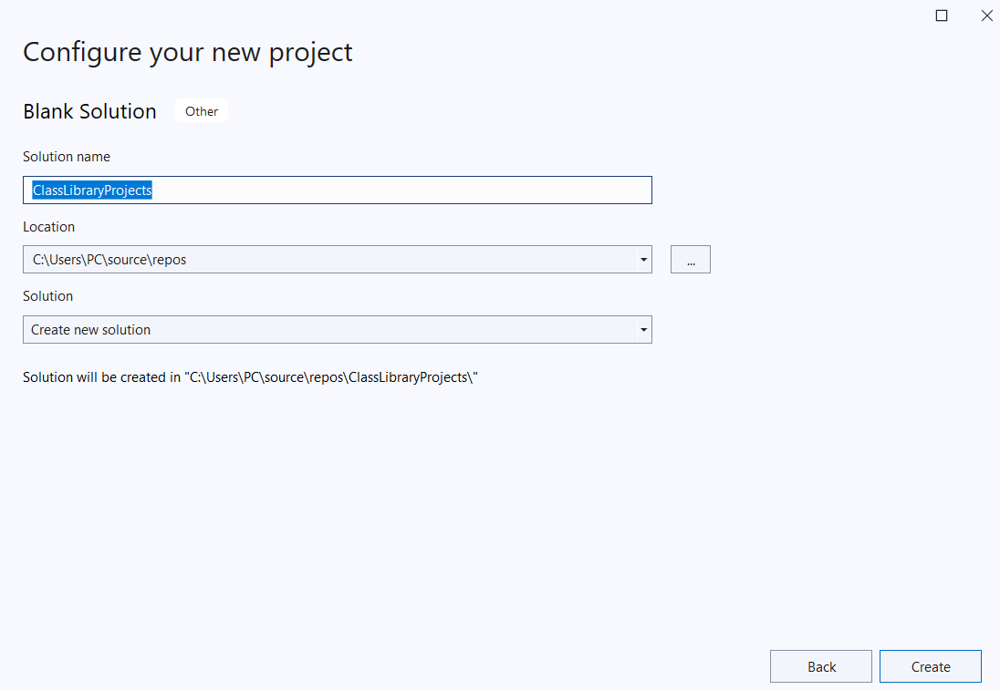 Configure your new project
Blank Solution Other
Solution name
ClassLibraryProjects
Location
C:\Users\PC\source\repos
...
Solution
Create new solution
Solution will be created in "C:\Users\PC\source\repos\ClassLibraryProjects\"
Back Create